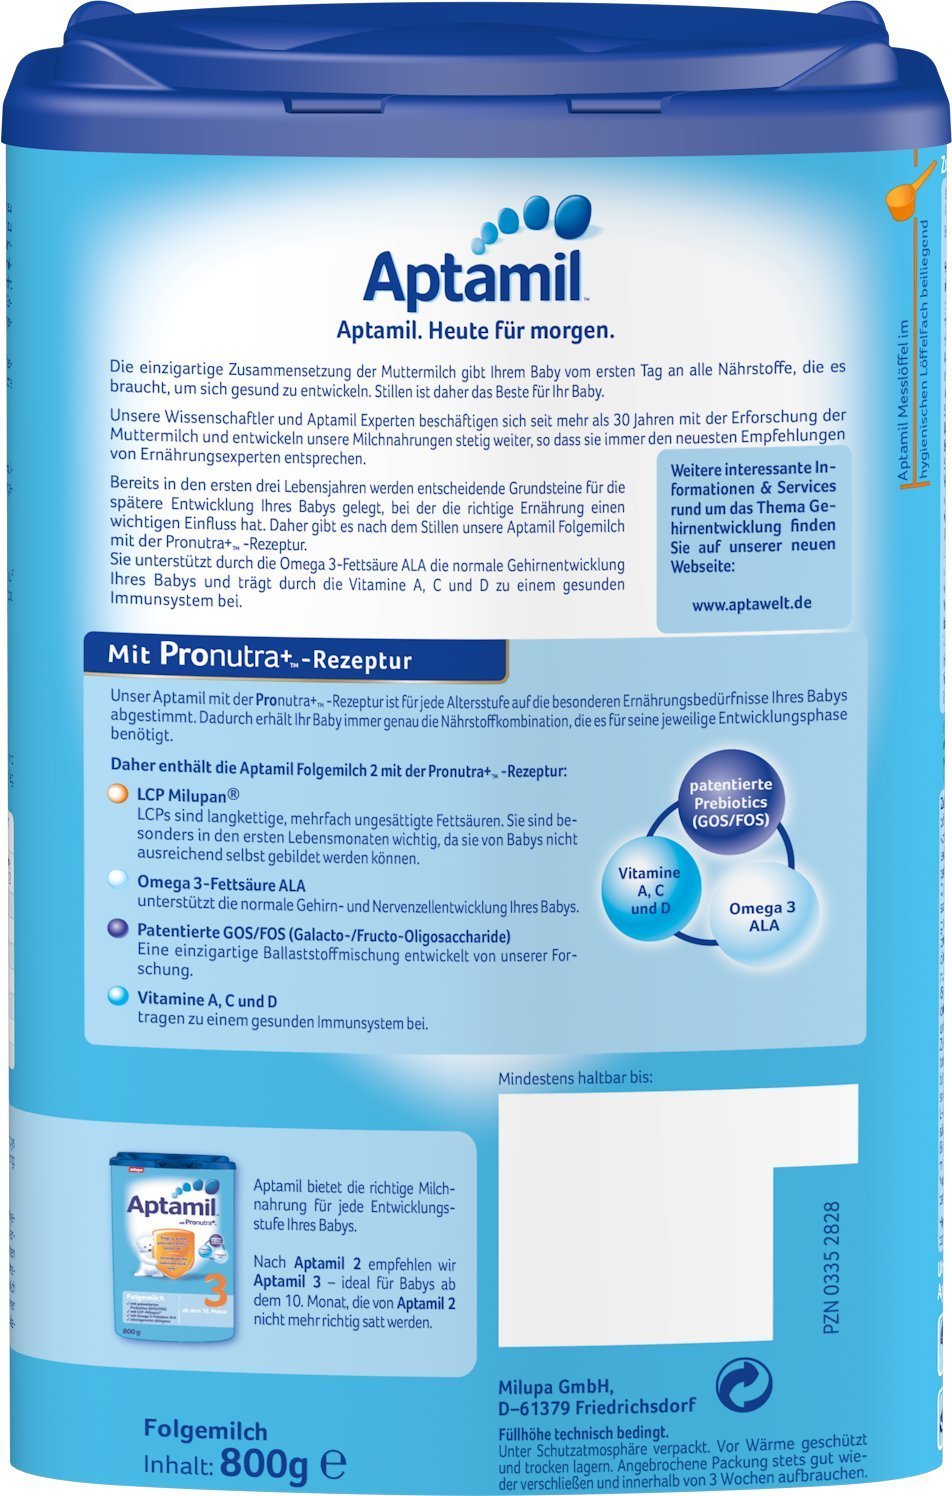 Aptamil™
Aptamil. Heute für morgen.
Die einzigartige Zusammensetzung der Muttermilch gibt Ihrem Baby vom ersten Tag an alle Nährstoffe, die es
braucht, um sich gesund zu entwickeln. Stillen ist daher das Beste für Ihr Baby.
Unsere Wissenschaftler und Aptamil Experten beschäftigen sich seit mehr als 30 Jahren mit der Erforschung der
Muttermilch und entwickeln unsere Milchnahrungen stetig weiter, so dass sie immer den neuesten Empfehlungen
von Ernährungsexperten entsprechen.
Bereits in den ersten drei Lebensjahren werden entscheidende Grundsteine für die
spätere Entwicklung Ihres Babys gelegt, bei der die richtige Ernährung einen
wichtigen Einfluss hat. Daher gibt es nach dem Stillen unsere Aptamil Folgemilch
mit der Pronutra+™ -Rezeptur.
Sie unterstützt durch die Omega 3-Fettsäure ALA die normale Gehirnentwicklung
Ihres Babys und trägt durch die Vitamine A, C und D zu einem gesunden
Immunsystem bei.
Weitere interessante In-
formationen & Services
rund um das Thema Ge-
hirnentwicklung finden
Sie auf unserer neuen
Webseite:
www.aptawelt.de
Aptamil Messlöffel im
hygienischen Löffelfach beiliegend
Mit Pronutra+™-Rezeptur
Unser Aptamil mit der Pronutra+™ -Rezeptur ist für jede Altersstufe auf die besonderen Ernährungsbedürfnisse Ihres Babys
abgestimmt. Dadurch erhält Ihr Baby immer genau die Nährstoffkombination, die es für seine jeweilige Entwicklungsphase
benötigt.
Daher enthält die Aptamil Folgemilch 2 mit der Pronutra+™ -Rezeptur:
LCP Milupan®
LCPs sind langkettige, mehrfach ungesättigte Fettsäuren. Sie sind be-
sonders in den ersten Lebensmonaten wichtig, da sie von Babys nicht
ausreichend selbst gebildet werden können.
Omega 3-Fettsäure ALA
unterstützt die normale Gehirn- und Nervenzellentwicklung Ihres Babys.
Patentierte GOS/FOS (Galacto-/Fructo-Oligosaccharide)
Eine einzigartige Ballaststoffmischung entwickelt von unserer For-
schung.
Vitamine A, C und D
tragen zu einem gesunden Immunsystem bei.
patentierte
Prebiotics
(GOS/FOS)
Vitamine
A, C
und D
Omega 3
ALA
Mindestens haltbar bis:
PZN 0335 2828
milupa
Aptamil
mit Pronutra+
Folgemilch
3
ab dem 10. Monat
800g
Aptamil bietet die richtige Milch-
nahrung für jede Entwicklungs-
stufe Ihres Babys.
Nach Aptamil 2 empfehlen wir
Aptamil 3 – ideal für Babys ab
dem 10. Monat, die von Aptamil 2
nicht mehr richtig satt werden.
Milupa GmbH,
D–61379 Friedrichsdorf
Füllhöhe technisch bedingt.
Unter Schutzatmosphäre verpackt. Vor Wärme geschützt
und trocken lagern. Angebrochene Packung stets gut wie-
der verschließen und innerhalb von 3 Wochen aufbrauchen.
Folgemilch
Inhalt: 800g ℮